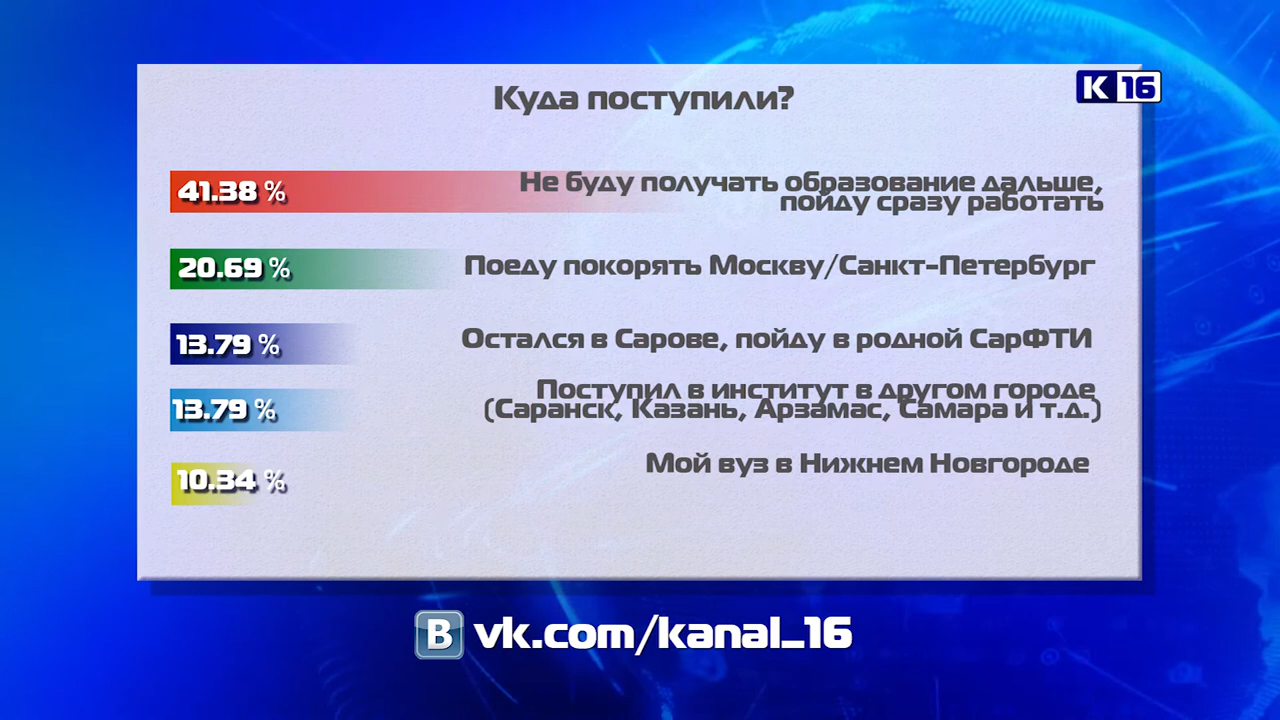 Куда поступили?
К 16
41.38 %
Не буду получать образование дальше,
пойду сразу работать
20.69 %
Поеду покорять Москву/Санкт-Петербург
13.79 %
Остался в Сарове, пойду в родной СарФТИ
13.79 %
Поступил в институт в другом городе
(Саранск, Казань, Арзамас, Самара и т.д.)
10.34 %
Мой вуз в Нижнем Новгороде
В vk.com/kanal_16